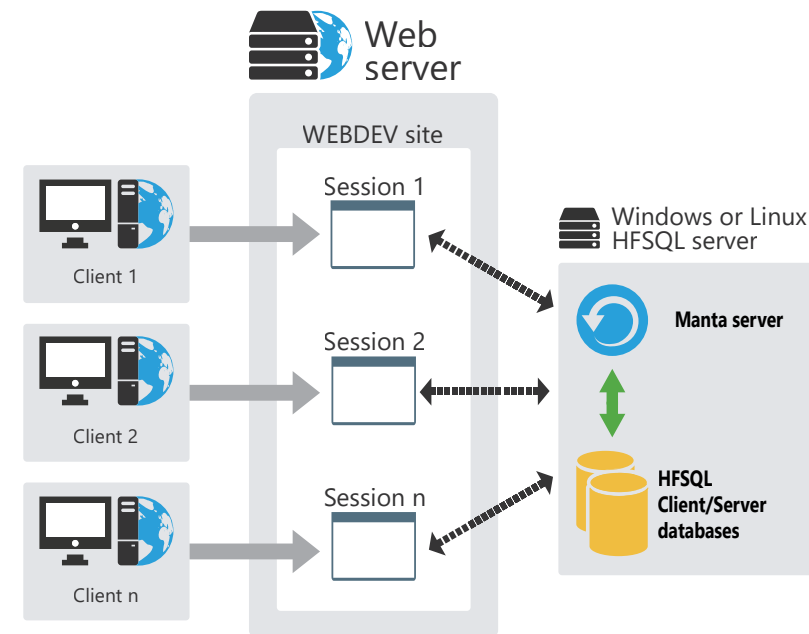 Web
server
WEBDEV site
Session 1
Client 1
Windows or Linux
HFSQL server
Manta server
Session 2
Client 2
HFSQL
Client/Server
databases
Session n
Client n